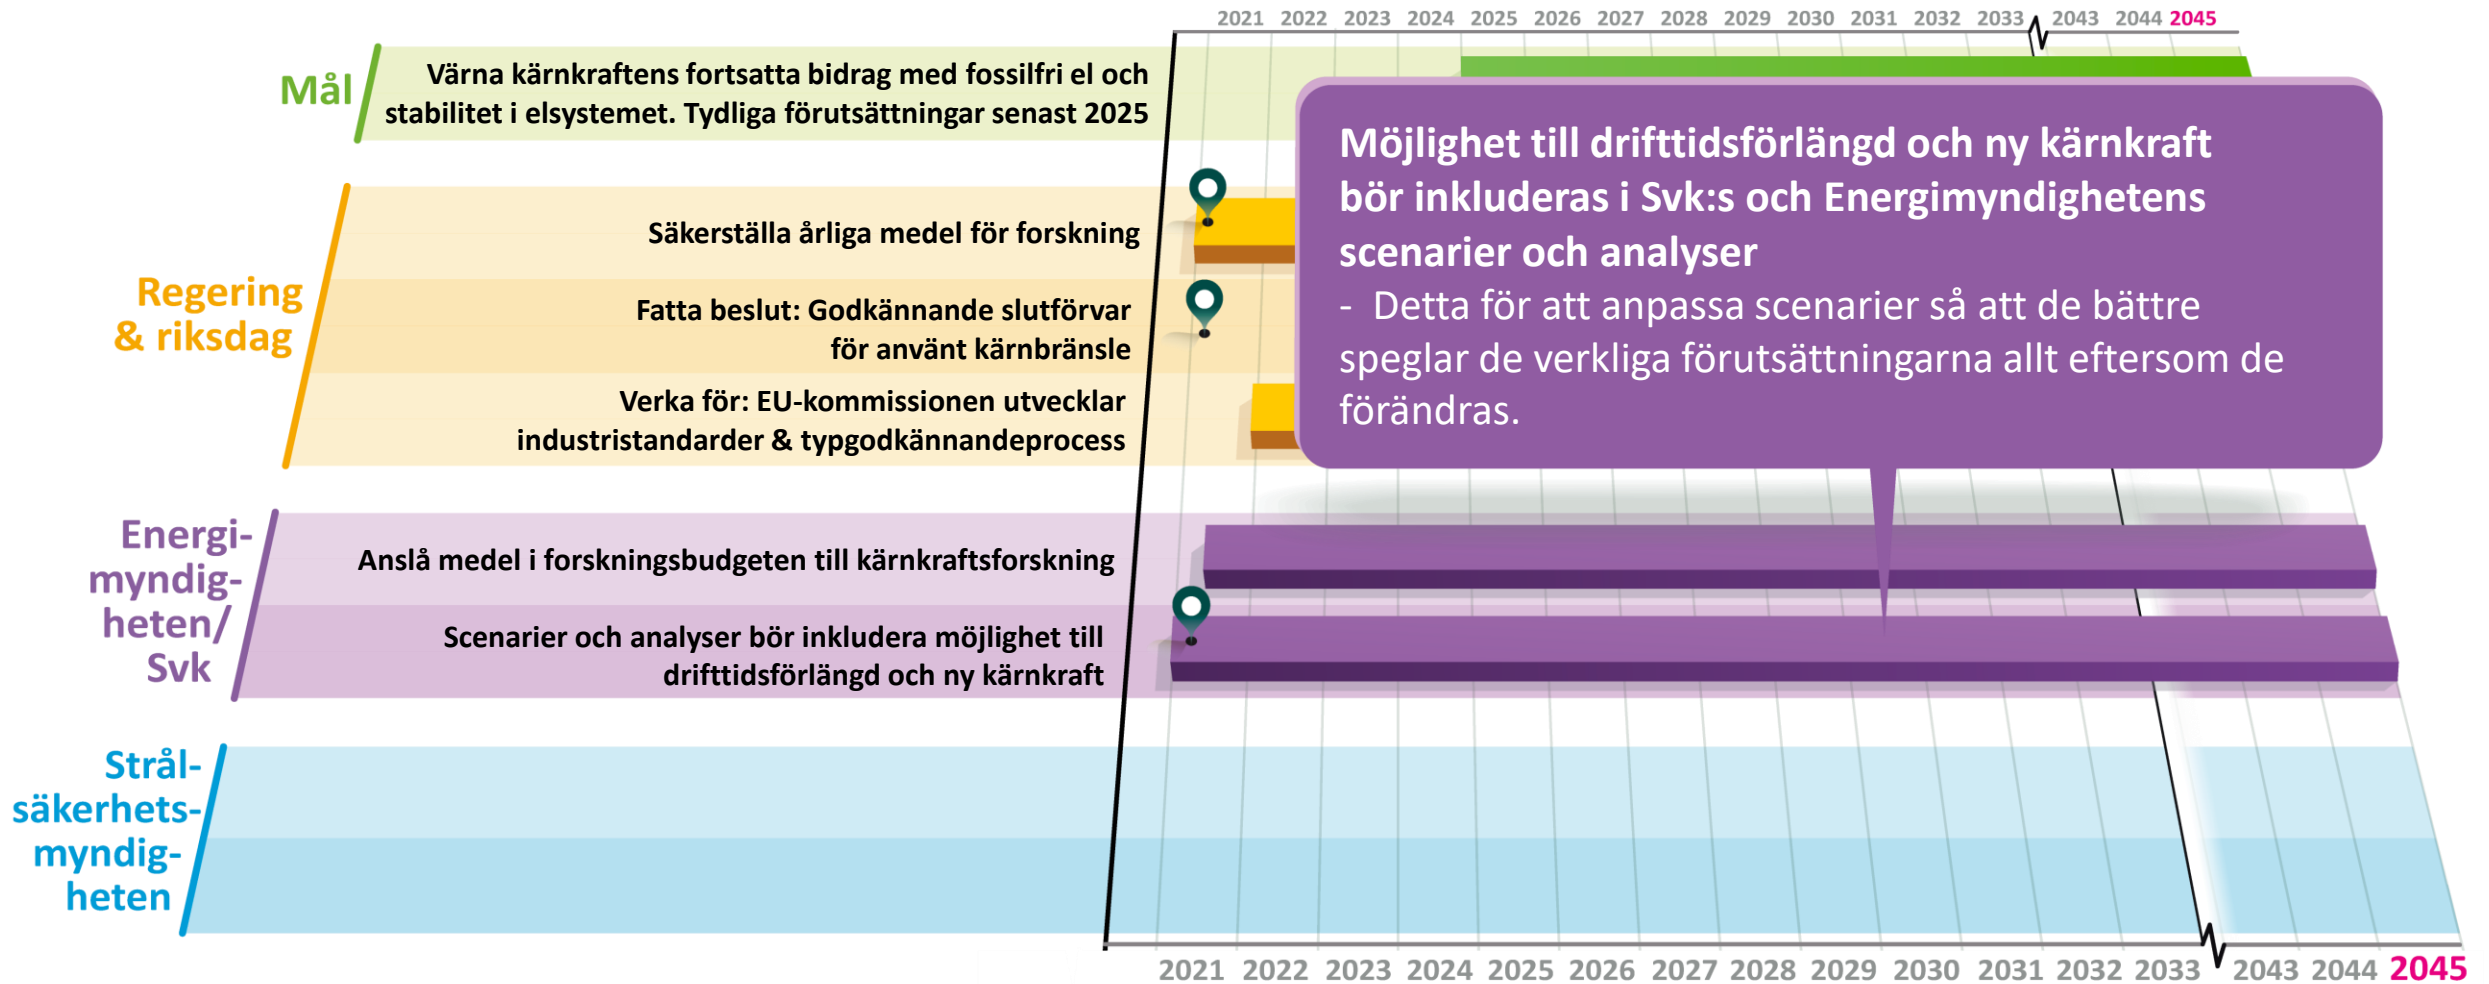 2021 2022 2023 2024 2025 2026 2027 2028 2029 2030 2031 2032 2033 2043 2044 2045
Mål
Värna kärnkraftens fortsatta bidrag med fossilfri el och
stabilitet i elsystemet. Tydliga förutsättningar senast 2025
Regering
& riksdag
Säkerställa årliga medel för forskning
Fatta beslut: Godkännande slutförvar
för använt kärnbränsle
Verka för: EU-kommissionen utvecklar
industristandarder & typgodkännandeprocess
Möjlighet till drifttidsförlängd och ny kärnkraft
bör inkluderas i Svk:s och Energimyndighetens
scenarier och analyser
- Detta för att anpassa scenarier så att de bättre
speglar de verkliga förutsättningarna allt eftersom de
förändras.
Energi-
myndig-
heten/
Svk
Anslå medel i forskningsbudgeten till kärnkraftsforskning
Scenarier och analyser bör inkludera möjlighet till
drifttidsförlängd och ny kärnkraft
Strål-
säkerhets-
myndig-
heten
2021 2022 2023 2024 2025 2026 2027 2028 2029 2030 2031 2032 2033 2043 2044 2045